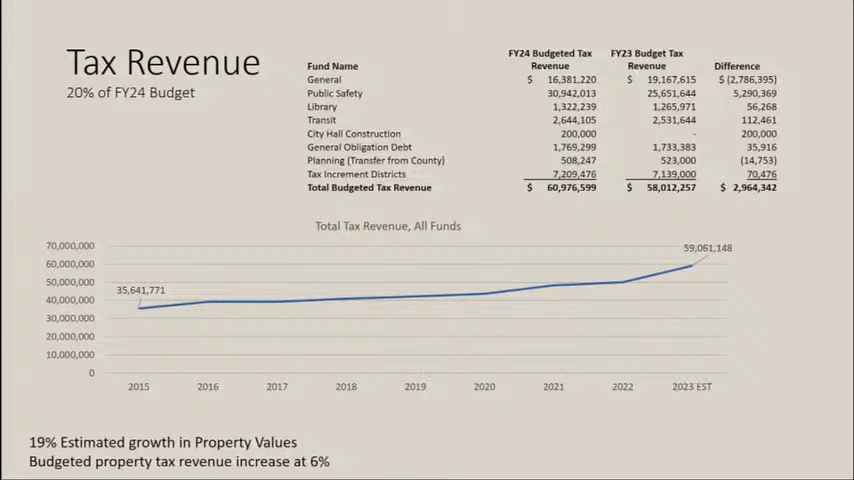 Tax Revenue
20% of FY24 Budget
FY24 Budgeted Tax FY23 Budget Tax
Fund Name Revenue Revenue Difference
General $ 16,381,220 $ 19,167,615 $ (2,786,395)
Public Safety 30,942,013 25,651,644 5,290,369
Library 1,322,239 1,265,971 56,268
Transit 2,644,105 2,531,644 112,461
City Hall Construction 200,000 - 200,000
General Obligation Debt 1,769,299 1,733,383 35,916
Planning (Transfer from County) 508,247 523,000 (14,753)
Tax Increment Districts 7,209,476 7,139,000 70,476
Total Budgeted Tax Revenue $ 60,976,599 $ 58,012,257 $ 2,964,342
Total Tax Revenue, All Funds
70,000,000
60,000,000
50,000,000
40,000,000
30,000,000
20,000,000
10,000,000
0
35,641,771
59,061,148
2015 2016 2017 2018 2019 2020 2021 2022 2023 EST
19% Estimated growth in Property Values
Budgeted property tax revenue increase at 6%